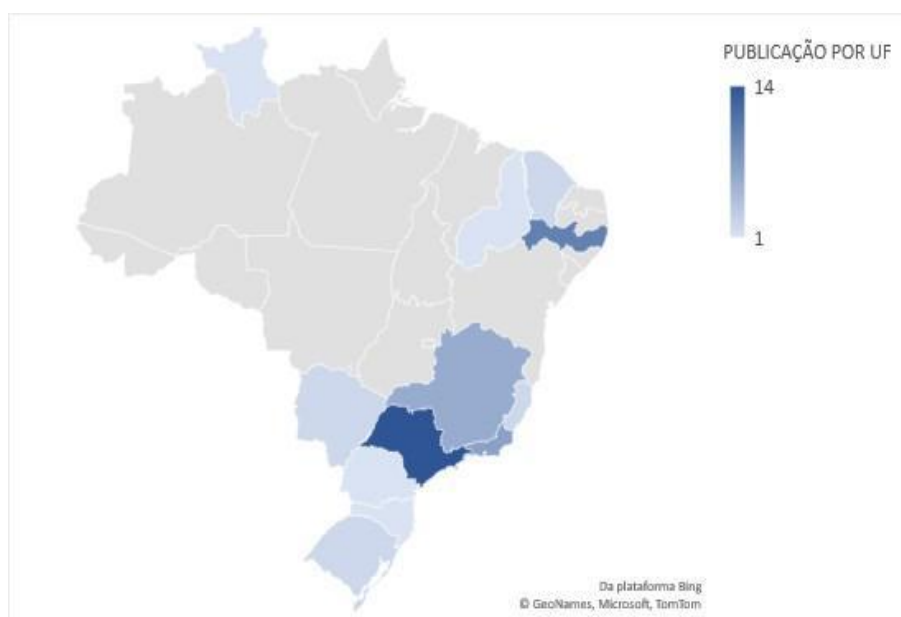 PUBLICAÇÃO POR UF
14
1
Da plataforma Bing
© GeoNames, Microsoft, TomTom